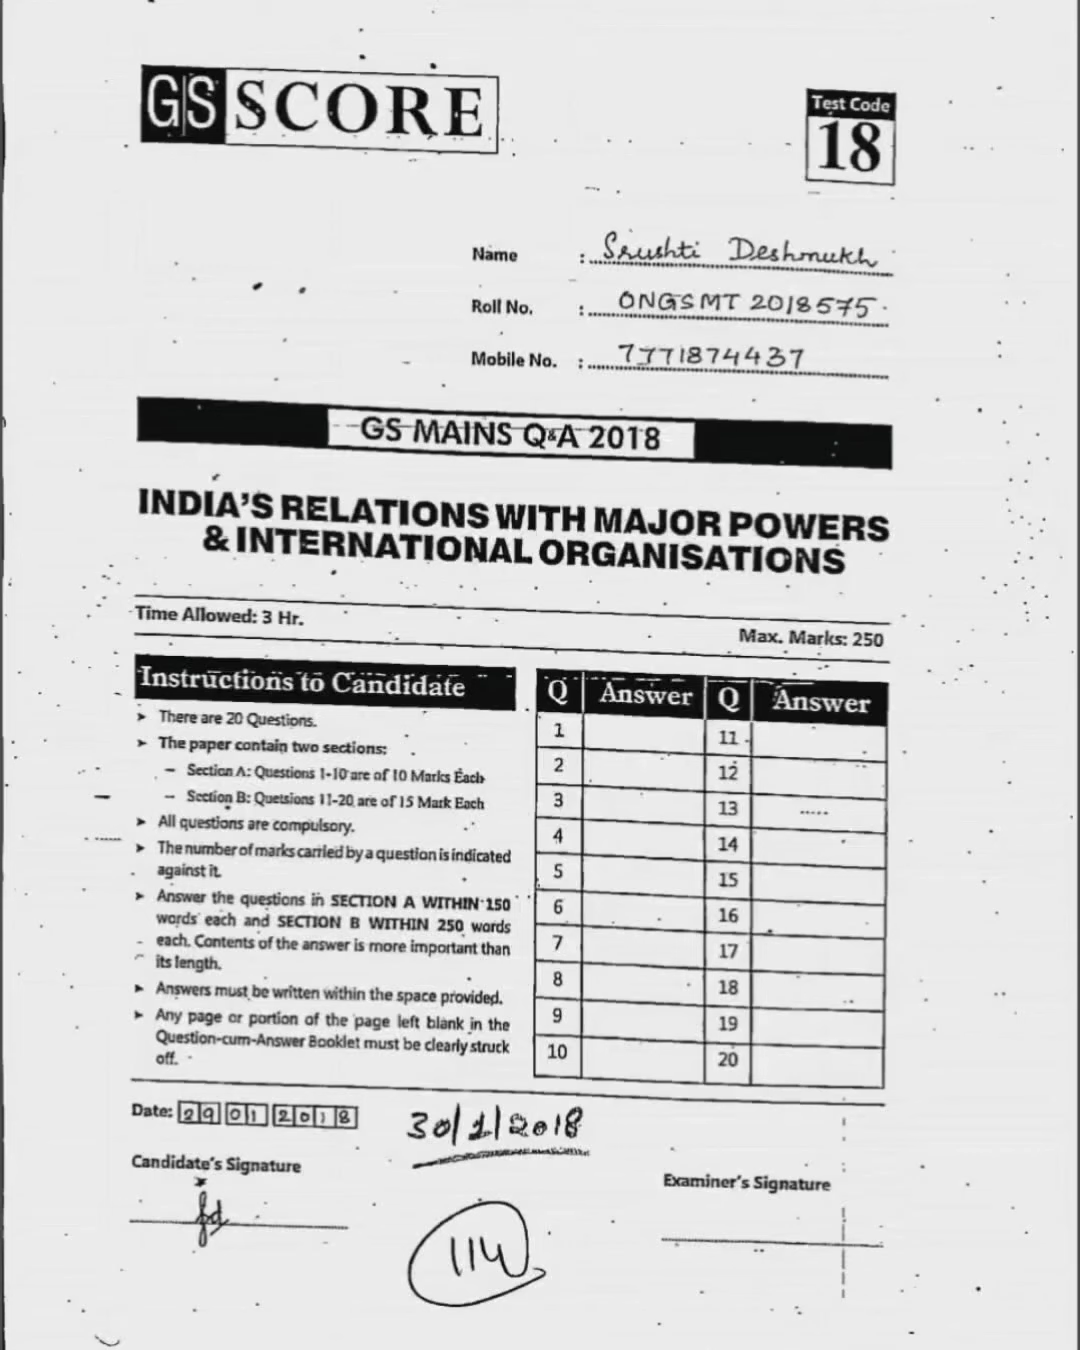 GS SCORE
Test Code
18
Name : Srushti Deshmukh
Roll No. : ONGSMT 2018575
Mobile No. : 7771874437
GS MAINS Q&A 2018
INDIA'S RELATIONS WITH MAJOR POWERS
& INTERNATIONAL ORGANISATIONS
Time Allowed: 3 Hr.
Max. Marks: 250
Instructions to Candidate
➤ There are 20 Questions.
➤ The paper contain two sections:
– Section A: Questions 1-10 are of 10 Marks Each
– Section B: Quetsions 11-20 are of 15 Mark Each
➤ All questions are compulsory.
➤ The number of marks carried by a question is indicated
against it.
➤ Answer the questions in SECTION A WITHIN 150
words each and SECTION B WITHIN 250 words
each. Contents of the answer is more important than
its length.
➤ Answers must be written within the space provided.
➤ Any page or portion of the page left blank in the
Question-cum-Answer Booklet must be clearly struck
off.
Q Answer Q Answer
1 11
2 12
3 13
4 14
5 15
6 16
7 17
8 18
9 19
10 20
Date: 29 01 2018
30/1/2018
Candidate's Signature
Examiner's Signature
114